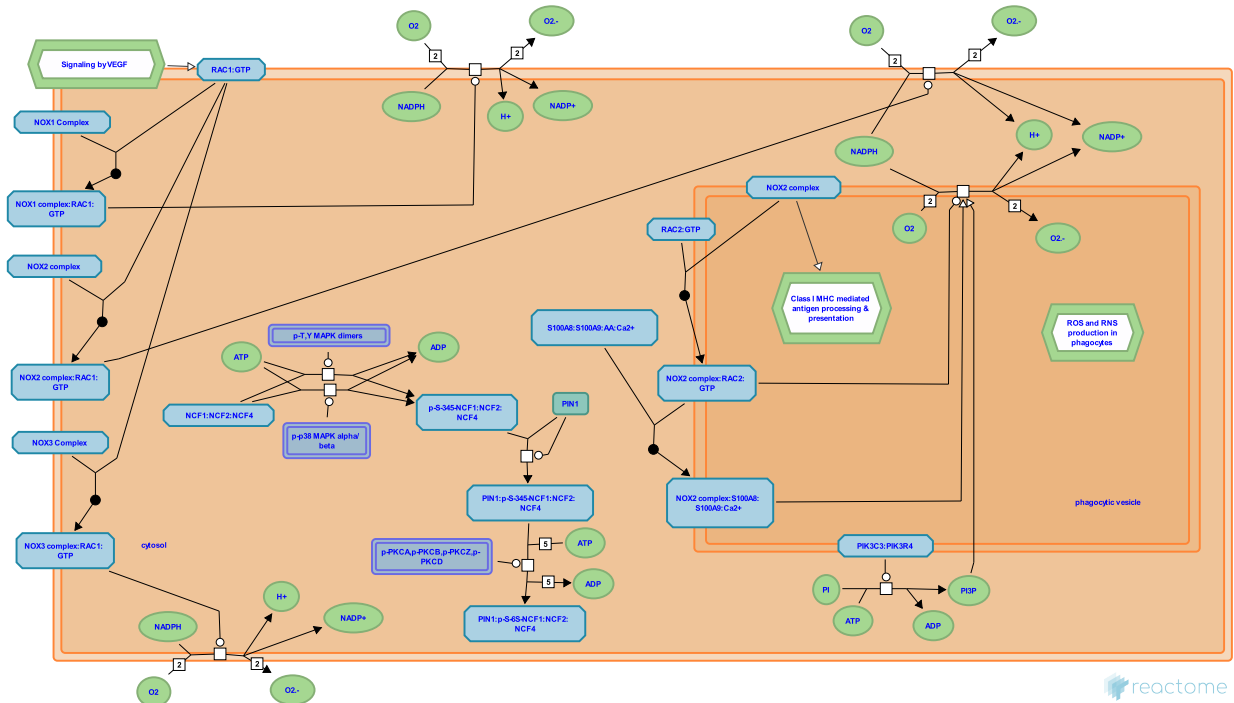 O2
O2.-
O2
O2.-
2
2
2
2
Signaling by VEGF
RAC1:GTP
NADPH
H+
NADP+
NOX1 Complex
NADPH
H+
NADP+
NOX2 complex
NOX1 complex:RAC1:
GTP
2
2
O2
O2.-
RAC2:GTP
NOX2 complex
Class I MHC mediated
antigen processing &
presentation
S100A8:S100A9:AA:Ca2+
ROS and RNS
production in
phagocytes
p-T,Y MAPK dimers
ATP
ADP
NOX2 complex:RAC1:
GTP
NOX2 complex:RAC2:
GTP
NCF1:NCF2:NCF4
p-S-345-NCF1:NCF2:
NCF4
PIN1
p-p38 MAPK alpha/
beta
NOX3 Complex
PIN1:p-S-345-NCF1:NCF2:
NCF4
NOX2 complex:S100A8:
S100A9:Ca2+
phagocytic vesicle
NOX3 complex:RAC1:
GTP
cytosol
p-PKCA,p-PKCB,p-PKCZ,p-
PKCD
5
ATP
PIK3C3:PIK3R4
5
ADP
PI
PI3P
ATP
ADP
H+
NADPH
NADP+
PIN1:p-S-6S-NCF1:NCF2:
NCF4
2
2
O2
O2.-
reactome